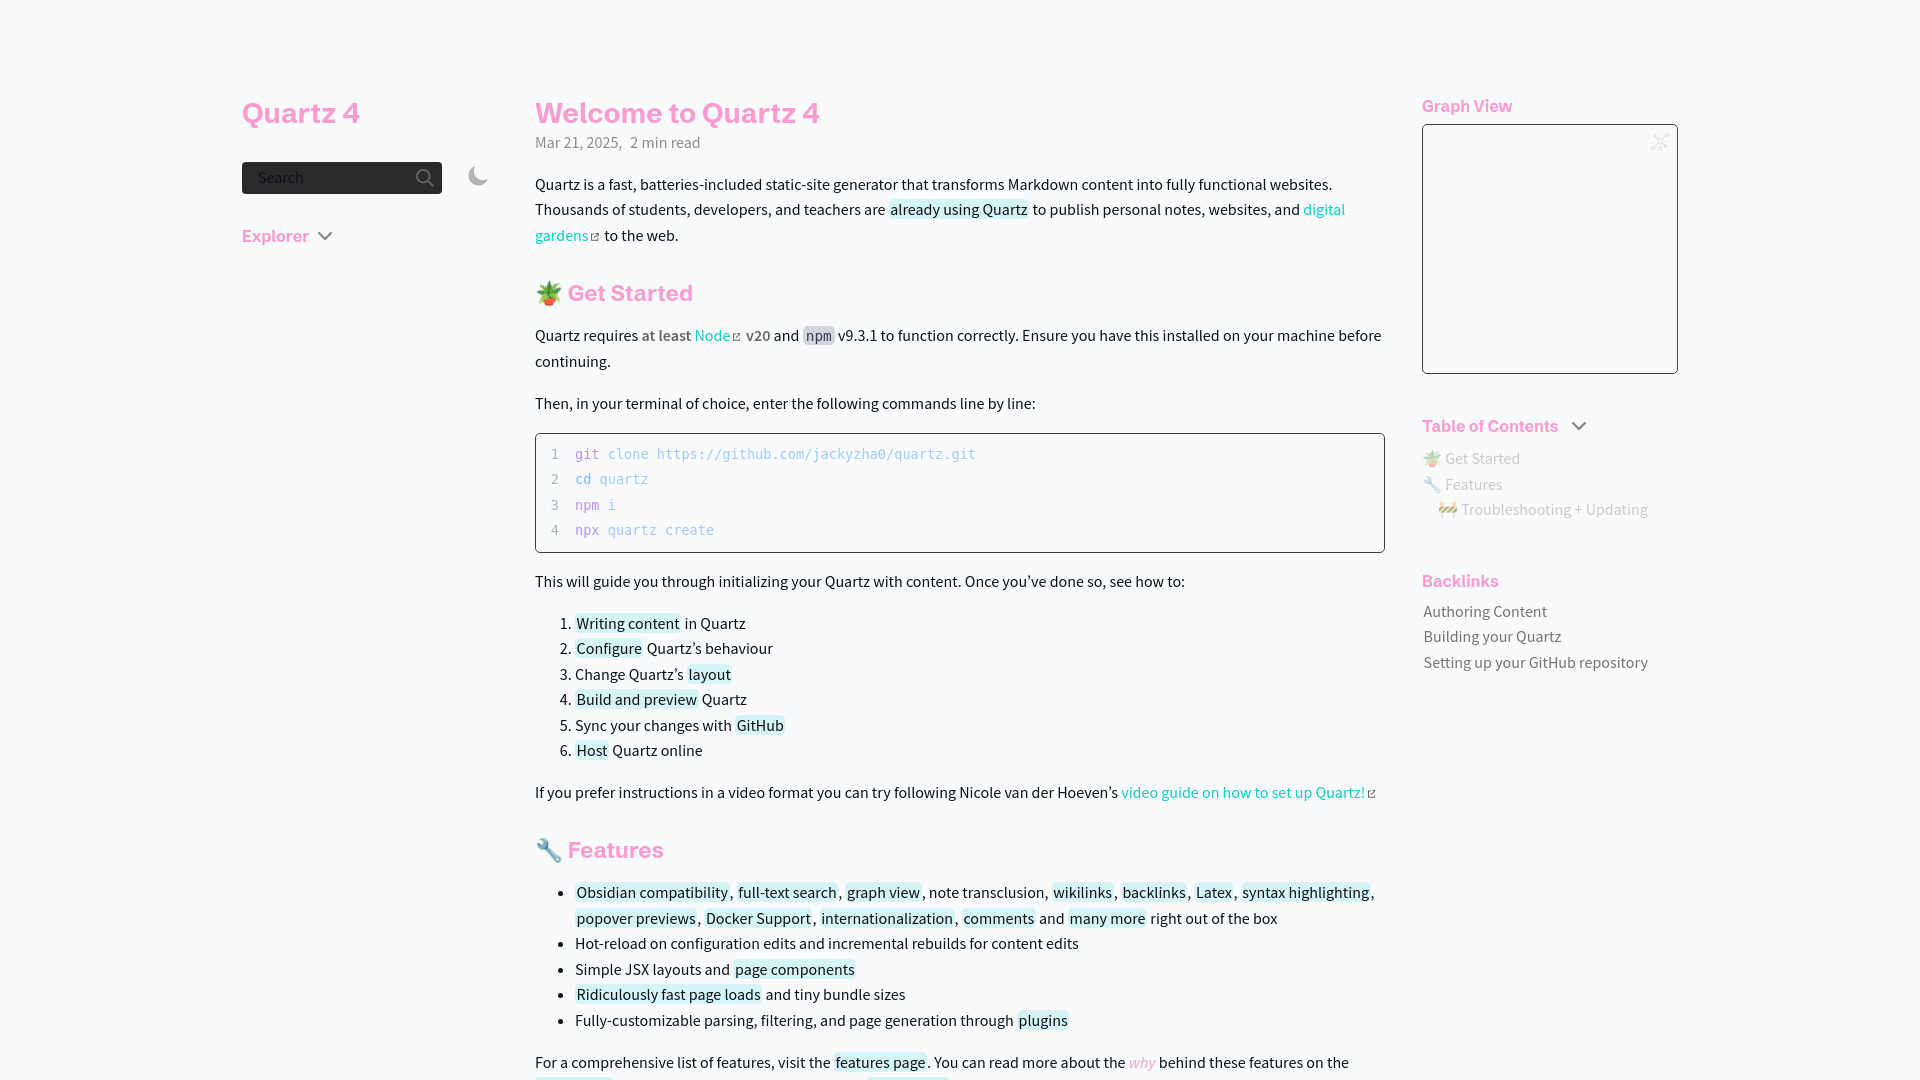 Quartz 4
Search
Explorer
Welcome to Quartz 4
Mar 21, 2025, 2 min read
Quartz is a fast, batteries-included static-site generator that transforms Markdown content into fully functional websites.
Thousands of students, developers, and teachers are already using Quartz to publish personal notes, websites, and digital
gardens to the web.
🪴 Get Started
Quartz requires at least Node v20 and npm v9.3.1 to function correctly. Ensure you have this installed on your machine before
continuing.
Then, in your terminal of choice, enter the following commands line by line:
1 git clone https://github.com/jackyzha0/quartz.git
2 cd quartz
3 npm i
4 npx quartz create
This will guide you through initializing your Quartz with content. Once you’ve done so, see how to:
1. Writing content in Quartz
2. Configure Quartz’s behaviour
3. Change Quartz’s layout
4. Build and preview Quartz
5. Sync your changes with GitHub
6. Host Quartz online
If you prefer instructions in a video format you can try following Nicole van der Hoeven’s video guide on how to set up Quartz!
🔧 Features
• Obsidian compatibility, full-text search, graph view, note transclusion, wikilinks, backlinks, Latex, syntax highlighting,
popover previews, Docker Support, internationalization, comments and many more right out of the box
• Hot-reload on configuration edits and incremental rebuilds for content edits
• Simple JSX layouts and page components
• Ridiculously fast page loads and tiny bundle sizes
• Fully-customizable parsing, filtering, and page generation through plugins
For a comprehensive list of features, visit the features page. You can read more about the why behind these features on the
Graph View
Table of Contents
🪴 Get Started
🔧 Features
🚧 Troubleshooting + Updating
Backlinks
Authoring Content
Building your Quartz
Setting up your GitHub repository